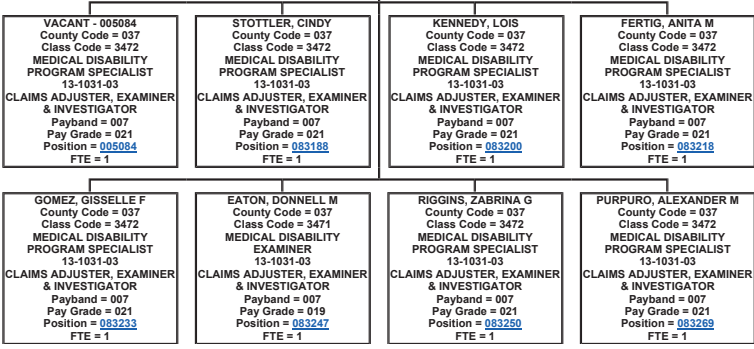 VACANT - 005084
County Code = 037
Class Code = 3472
MEDICAL DISABILITY
PROGRAM SPECIALIST
13-1031-03
CLAIMS ADJUSTER, EXAMINER
& INVESTIGATOR
Payband = 007
Pay Grade = 021
Position = 005084
FTE = 1
STOTTLER, CINDY
County Code = 037
Class Code = 3472
MEDICAL DISABILITY
PROGRAM SPECIALIST
13-1031-03
CLAIMS ADJUSTER, EXAMINER
& INVESTIGATOR
Payband = 007
Pay Grade = 021
Position = 083188
FTE = 1
KENNEDY, LOIS
County Code = 037
Class Code = 3472
MEDICAL DISABILITY
PROGRAM SPECIALIST
13-1031-03
CLAIMS ADJUSTER, EXAMINER
& INVESTIGATOR
Payband = 007
Pay Grade = 021
Position = 083200
FTE = 1
FERTIG, ANITA M
County Code = 037
Class Code = 3472
MEDICAL DISABILITY
PROGRAM SPECIALIST
13-1031-03
CLAIMS ADJUSTER, EXAMINER
& INVESTIGATOR
Payband = 007
Pay Grade = 021
Position = 083218
FTE = 1
GOMEZ, GISSELLE F
County Code = 037
Class Code = 3472
MEDICAL DISABILITY
PROGRAM SPECIALIST
13-1031-03
CLAIMS ADJUSTER, EXAMINER
& INVESTIGATOR
Payband = 007
Pay Grade = 021
Position = 083233
FTE = 1
EATON, DONNELL M
County Code = 037
Class Code = 3471
MEDICAL DISABILITY
EXAMINER
13-1031-03
CLAIMS ADJUSTER, EXAMINER
& INVESTIGATOR
Payband = 007
Pay Grade = 019
Position = 083247
FTE = 1
RIGGINS, ZABRINA G
County Code = 037
Class Code = 3472
MEDICAL DISABILITY
PROGRAM SPECIALIST
13-1031-03
CLAIMS ADJUSTER, EXAMINER
& INVESTIGATOR
Payband = 007
Pay Grade = 021
Position = 083250
FTE = 1
PURPURO, ALEXANDER M
County Code = 037
Class Code = 3472
MEDICAL DISABILITY
PROGRAM SPECIALIST
13-1031-03
CLAIMS ADJUSTER, EXAMINER
& INVESTIGATOR
Payband = 007
Pay Grade = 021
Position = 083269
FTE = 1